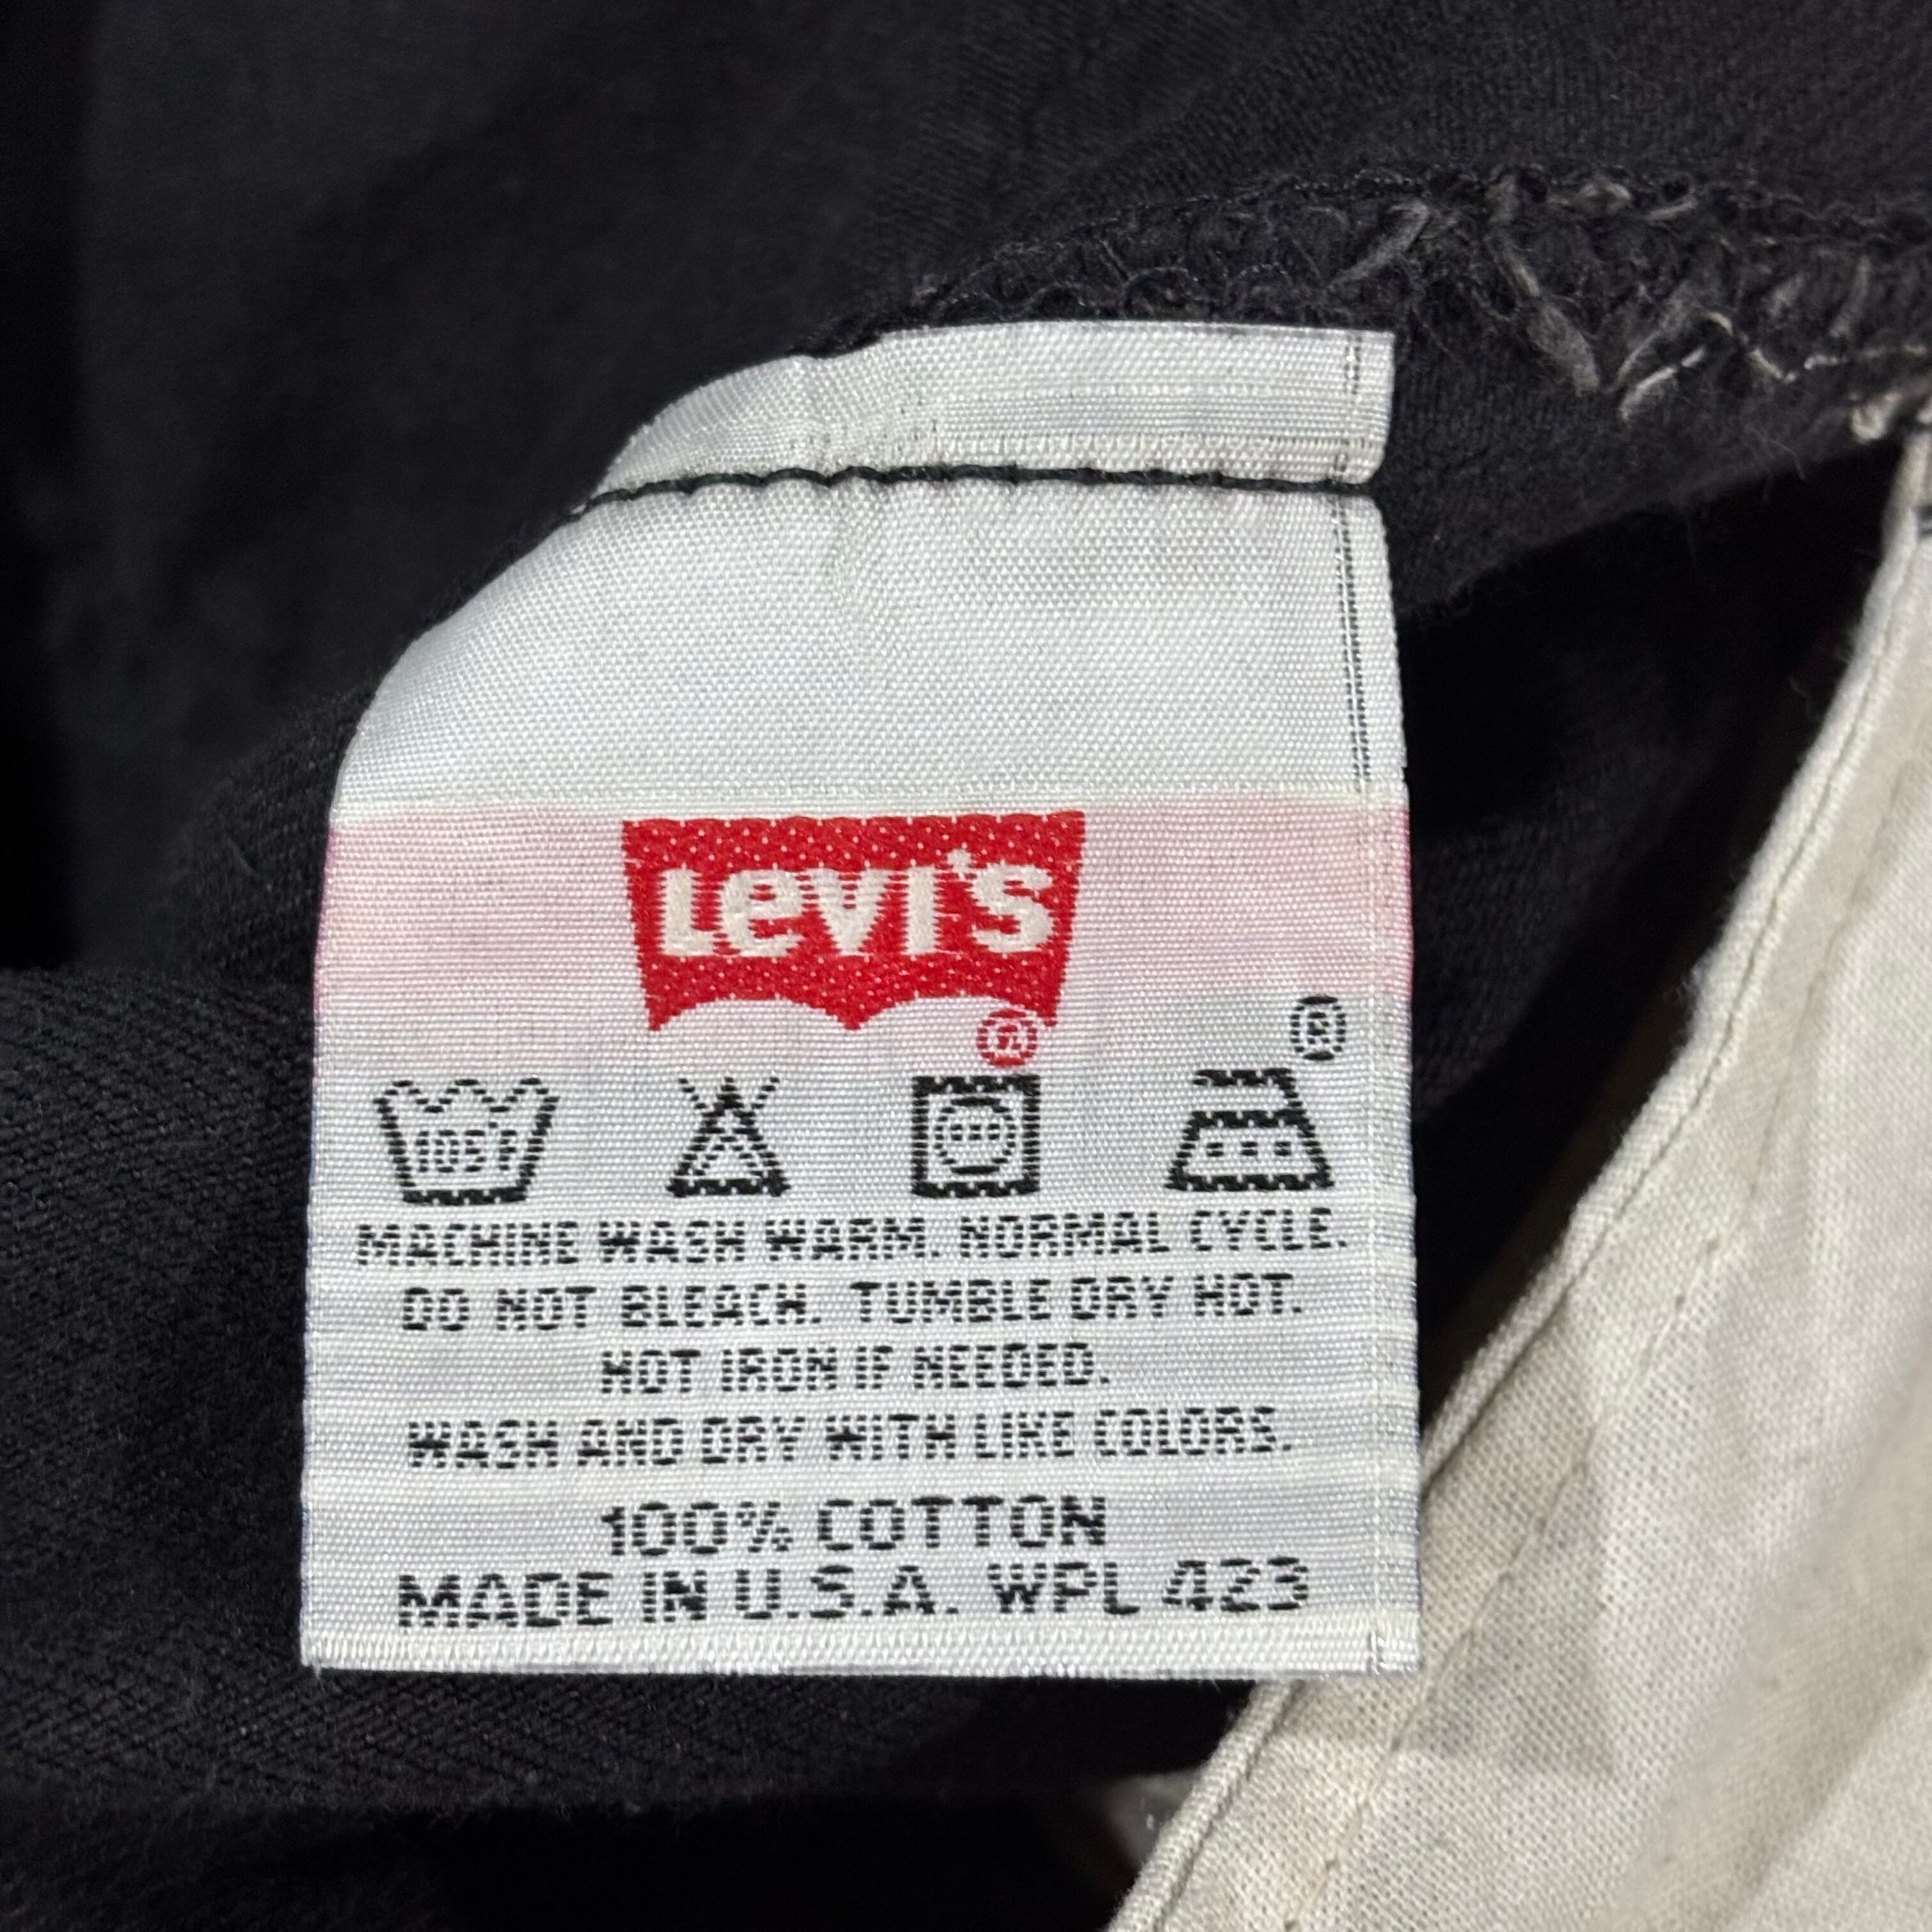 Levi's
®
®
105°F
MACHINE WASH WARM. NORMAL CYCLE.
DO NOT BLEACH. TUMBLE DRY HOT.
HOT IRON IF NEEDED.
WASH AND DRY WITH LIKE COLORS.
100% COTTON
MADE IN U.S.A. WPL 423